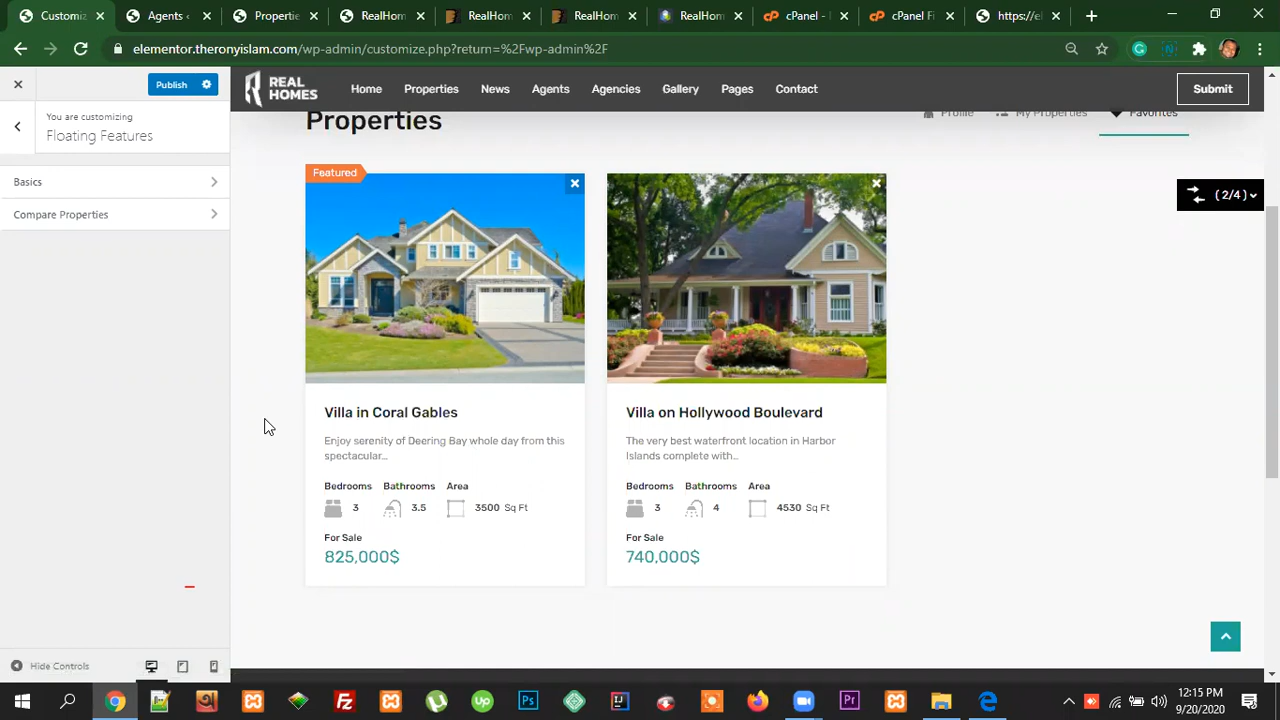 Customiz
Agents
Properties
RealHom
RealHom
RealHom
RealHom
cPanel -
cPanel Fi
https://el
elementor.theronyislam.com/wp-admin/customize.php?return=%2Fwp-admin%2F
Publish
REAL HOMES
Home Properties News Agents Agencies Gallery Pages Contact
Submit
You are customizing
Floating Features
Properties
Profile My Properties Favorites
Basics
Compare Properties
(2/4)
Featured
Villa in Coral Gables
Enjoy serenity of Deering Bay whole day from this
spectacular...
Bedrooms Bathrooms Area
3 3.5 3500 Sq Ft
For Sale
825,000$
Villa on Hollywood Boulevard
The very best waterfront location in Harbor
Islands complete with...
Bedrooms Bathrooms Area
3 4 4530 Sq Ft
For Sale
740,000$
Hide Controls
12:15 PM
9/20/2020